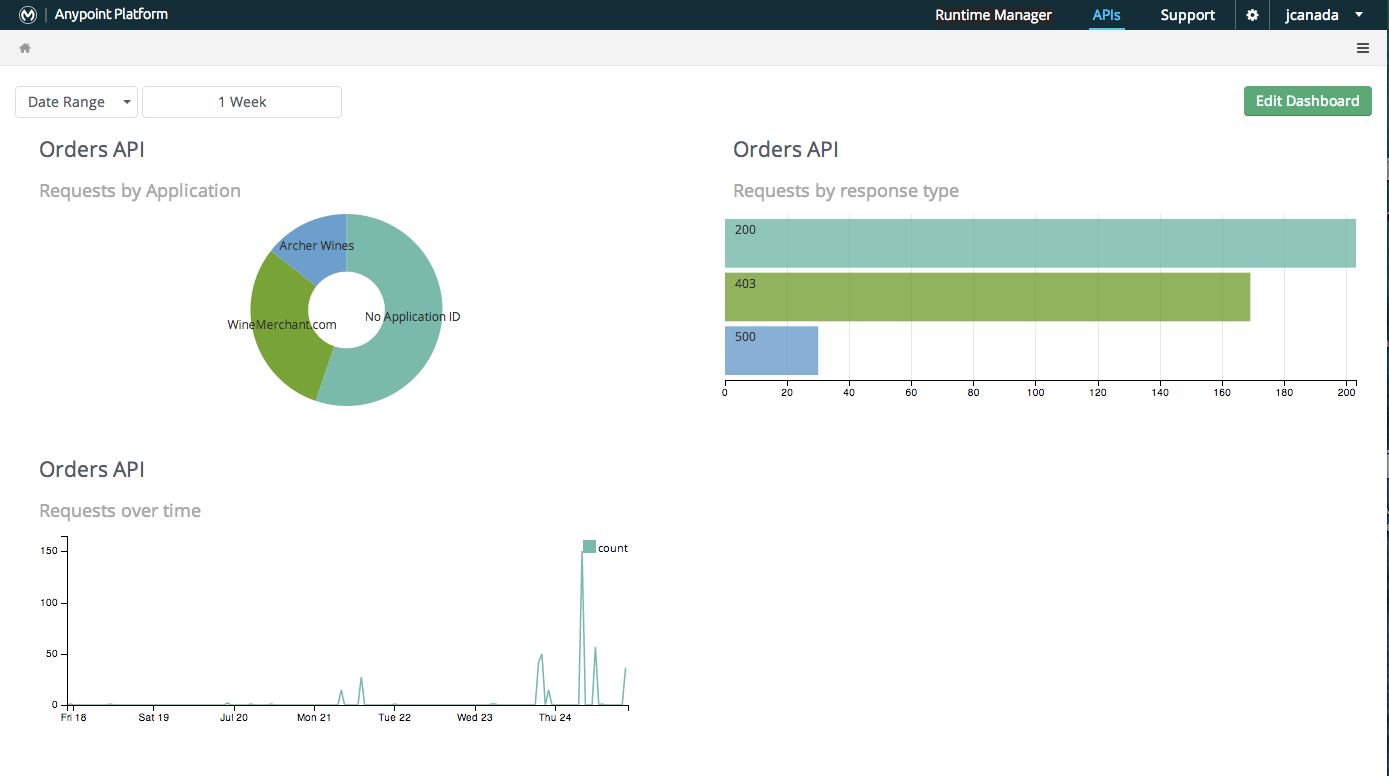 Anypoint Platform
Runtime Manager APIs Support jcanada
Date Range 1 Week Edit Dashboard
Orders API
Requests by Application
Archer Wines
WineMerchant.com
No Application ID
Orders API
Requests by response type
200
403
500
0 20 40 60 80 100 120 140 160 180 200
Orders API
Requests over time
count
150
100
50
0
Fri 18 Sat 19 Jul 20 Mon 21 Tue 22 Wed 23 Thu 24